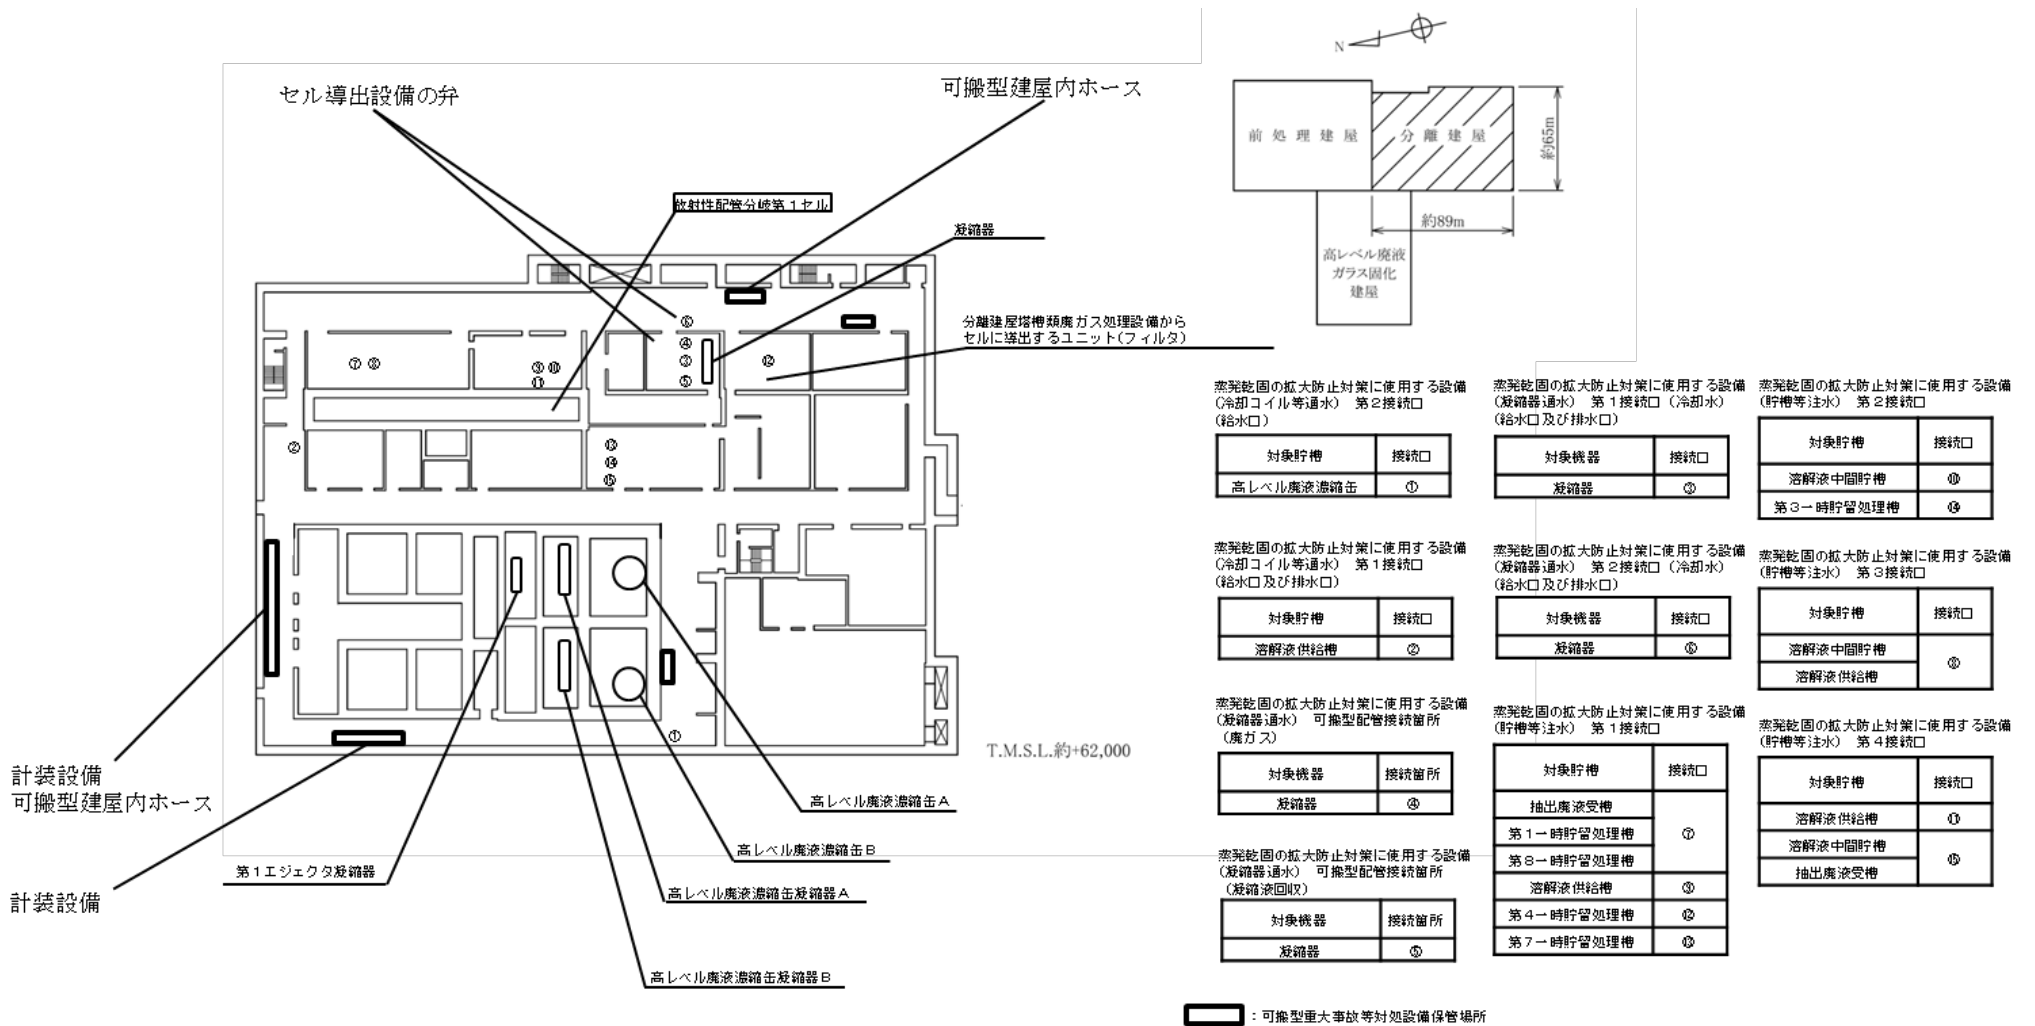 セル導出設備の弁
可搬型建屋内ホース
放射性配管分岐第１セル
凝縮器
分離建屋塔槽類廃ガス処理設備から
セルに導出するユニット(フィルタ)
⑥
④
③
⑤
⑫
⑦ ⑧
⑨ ⑩
⑪
②
⑬
⑭
⑮
①
T.M.S.L.約+62,000
計装設備
可搬型建屋内ホース
計装設備
第１エジェクタ凝縮器
高レベル廃液濃縮缶Ａ
高レベル廃液濃縮缶Ｂ
高レベル廃液濃縮缶凝縮器Ａ
高レベル廃液濃縮缶凝縮器Ｂ
N
前処理建屋
分離建屋
約65m
約89m
高レベル廃液
ガラス固化
建屋
蒸発乾固の拡大防止対策に使用する設備
(冷却コイル等通水)　第２接続口
(給水口)
対象貯槽 接続口
高レベル廃液濃縮缶 ①
蒸発乾固の拡大防止対策に使用する設備
(冷却コイル等通水)　第１接続口
(給水口及び排水口)
対象貯槽 接続口
溶解液供給槽 ②
蒸発乾固の拡大防止対策に使用する設備
(凝縮器通水)　可搬型配管接続箇所
（廃ガス）
対象機器 接続箇所
凝縮器 ④
蒸発乾固の拡大防止対策に使用する設備
(凝縮器通水)　可搬型配管接続箇所
（凝縮液回収）
対象機器 接続箇所
凝縮器 ⑤
蒸発乾固の拡大防止対策に使用する設備
(凝縮器通水)　第１接続口（冷却水）
(給水口及び排水口)
対象機器 接続口
凝縮器 ③
蒸発乾固の拡大防止対策に使用する設備
(凝縮器通水)　第２接続口（冷却水）
(給水口及び排水口)
対象機器 接続口
凝縮器 ⑥
蒸発乾固の拡大防止対策に使用する設備
(貯槽等注水)　第１接続口
対象貯槽 接続口
抽出廃液受槽
第１一時貯留処理槽 ⑦
第８一時貯留処理槽
溶解液供給槽 ⑨
第４一時貯留処理槽 ⑫
第７一時貯留処理槽 ⑬
蒸発乾固の拡大防止対策に使用する設備
(貯槽等注水)　第２接続口
対象貯槽 接続口
溶解液中間貯槽 ⑩
第３一時貯留処理槽 ⑭
蒸発乾固の拡大防止対策に使用する設備
(貯槽等注水)　第３接続口
対象貯槽 接続口
溶解液中間貯槽 ⑧
溶解液供給槽
蒸発乾固の拡大防止対策に使用する設備
(貯槽等注水)　第４接続口
対象貯槽 接続口
溶解液供給槽 ⑪
溶解液中間貯槽 ⑮
抽出廃液受槽
：可搬型重大事故等対処設備保管場所